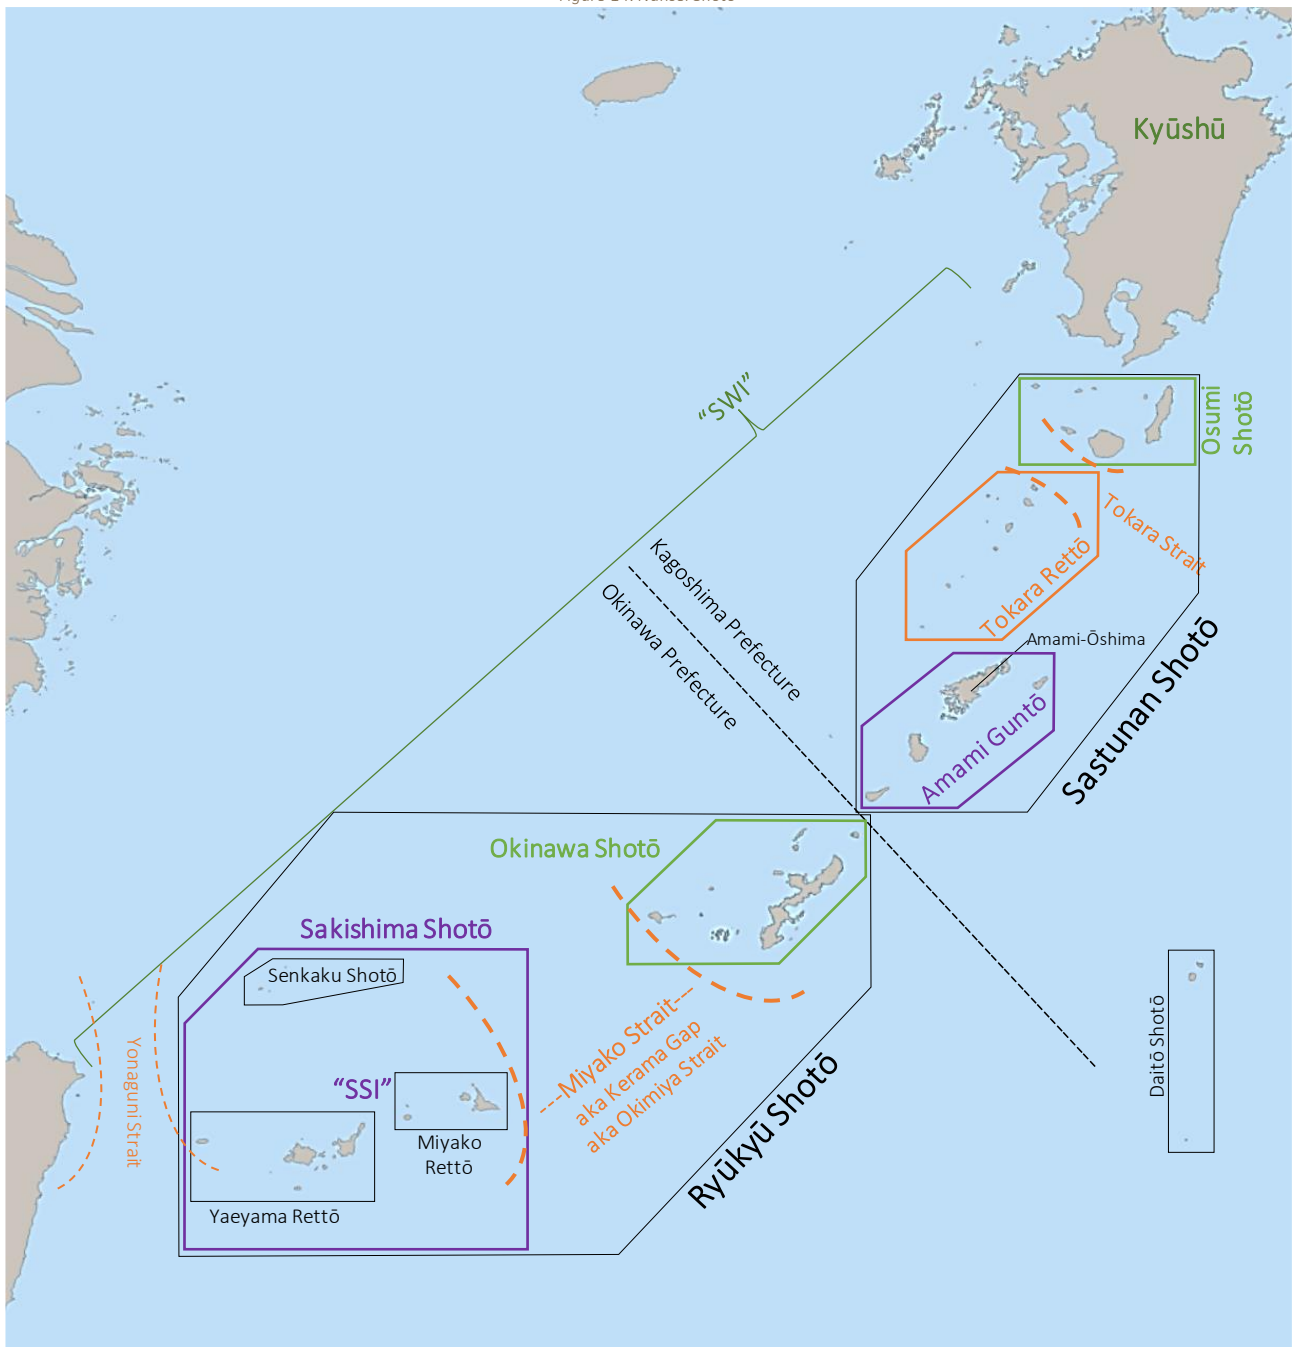 Kyūshū
"SWI"
Osumi
Shotō
Tokara Strait
Tokara Rettō
Kagoshima Prefecture
Okinawa Prefecture
Amami-Ōshima
Amami Guntō
Sastunan Shotō
Okinawa Shotō
Sakishima Shotō
Senkaku Shotō
Yonaguni Strait
"SSI"
Miyako
Rettō
Yaeyama Rettō
---Miyako Strait---
aka Kerama Gap
aka Okimiya Strait
Ryūkyū Shotō
Daitō Shotō